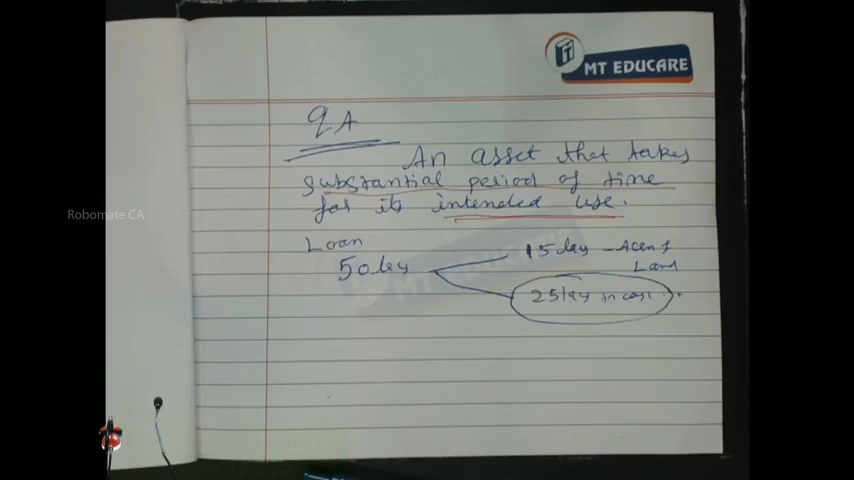 MT EDUCARE
QA
An asset that takes
substantial period of time
for its intended use.
Loan
50 lay
15 lay - Acen of
Land
25 lay in cost.
Robomate CA